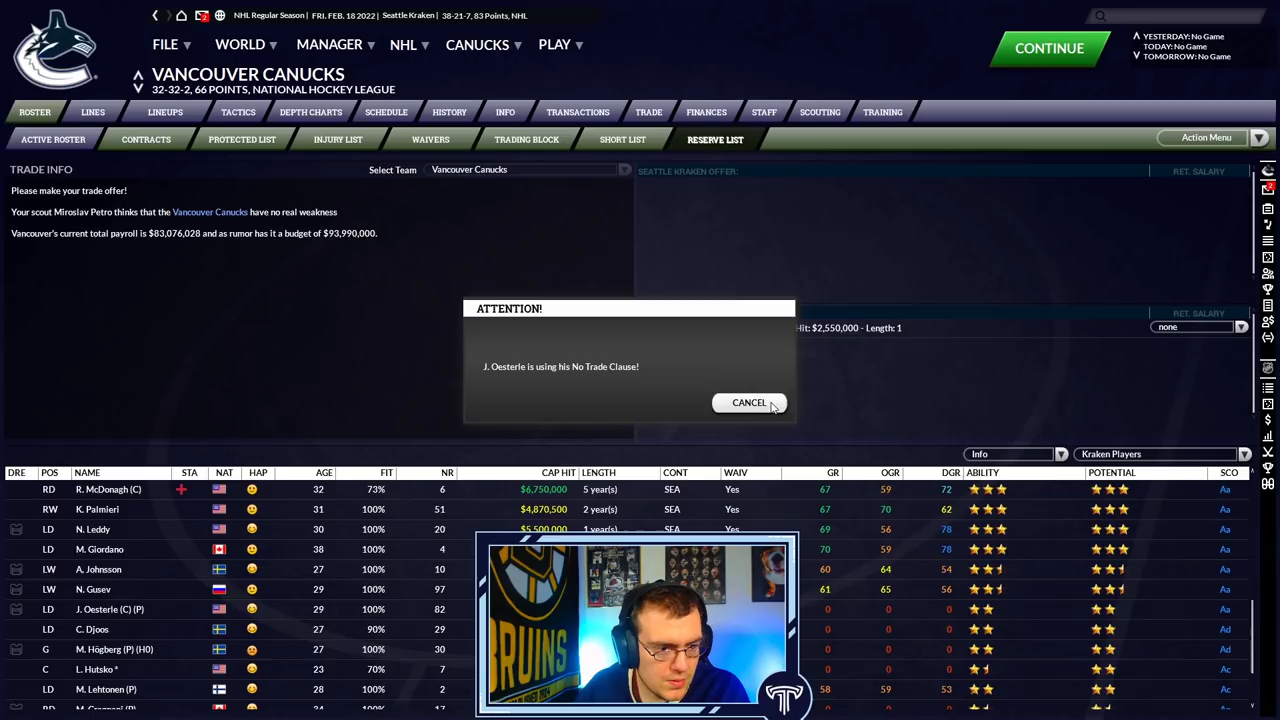 NHL Regular Season | FRI. FEB. 18 2022 | Seattle Kraken | 38-21-7, 83 Points, NHL
FILE WORLD MANAGER NHL CANUCKS PLAY
CONTINUE
YESTERDAY: No Game
TODAY: No Game
TOMORROW: No Game
VANCOUVER CANUCKS
32-32-2, 66 POINTS, NATIONAL HOCKEY LEAGUE
ROSTER LINES LINEUPS TACTICS DEPTH CHARTS SCHEDULE HISTORY INFO TRANSACTIONS TRADE FINANCES STAFF SCOUTING TRAINING
ACTIVE ROSTER CONTRACTS PROTECTED LIST INJURY LIST WAIVERS TRADING BLOCK SHORT LIST RESERVE LIST Action Menu
TRADE INFO Select Team Vancouver Canucks
SEATTLE KRAKEN OFFER: RET. SALARY
Please make your trade offer!
Your scout Miroslav Petro thinks that the Vancouver Canucks have no real weakness
Vancouver's current total payroll is $83,076,028 and as rumor has it a budget of $93,990,000.
ATTENTION!
J. Oesterle is using his No Trade Clause!
CANCEL
RET. SALARY
Hit: $2,550,000 - Length: 1 none
Info Kraken Players
DRE POS NAME STA NAT HAP AGE FIT NR CAP HIT LENGTH CONT WAIV GR OGR DGR ABILITY POTENTIAL SCO
RD R. McDonagh (C) 32 73% 6 $6,750,000 5 year(s) SEA Yes 67 59 72 Aa
RW K. Palmieri 31 100% 51 $4,870,500 2 year(s) SEA Yes 67 70 62 Aa
LD N. Leddy 30 100% 20 $5,500,000 1 year(s) SEA Yes 69 56 78 Aa
LD M. Giordano 38 100% 4 70 59 78 Aa
LW A. Johnsson 27 100% 10 60 64 54 Aa
LW N. Gusev 29 100% 97 61 65 56 Aa
LD J. Oesterle (C) (P) 29 100% 82 0 0 0 Aa
LD C. Djoos 27 90% 29 0 0 0 Ad
G M. Högberg (P) (H0) 27 100% 30 0 0 0 Ad
C L. Hutsko * 23 70% 7 0 0 0 Ac
LD M. Lehtonen (P) 28 100% 2 58 59 53 Ac
BRUINS